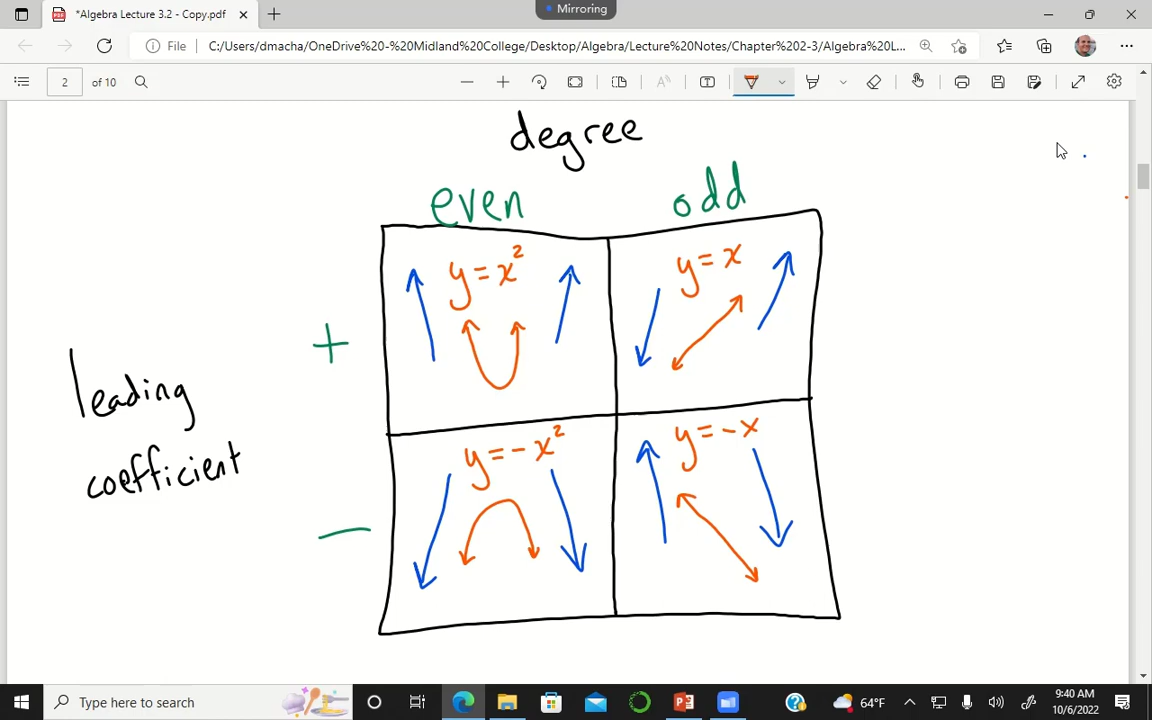 Mirroring
*Algebra Lecture 3.2 - Copy.pdf
File C:/Users/dmacha/OneDrive%20-%20Midland%20College/Desktop/Algebra/Lecture%20Notes/Chapter%202-3/Algebra%20L...
2 of 10
degree
even odd
y = x²
y = x
+
leading
coefficient
y = -x²
y = -x
−
Type here to search
64°F
9:40 AM
10/6/2022